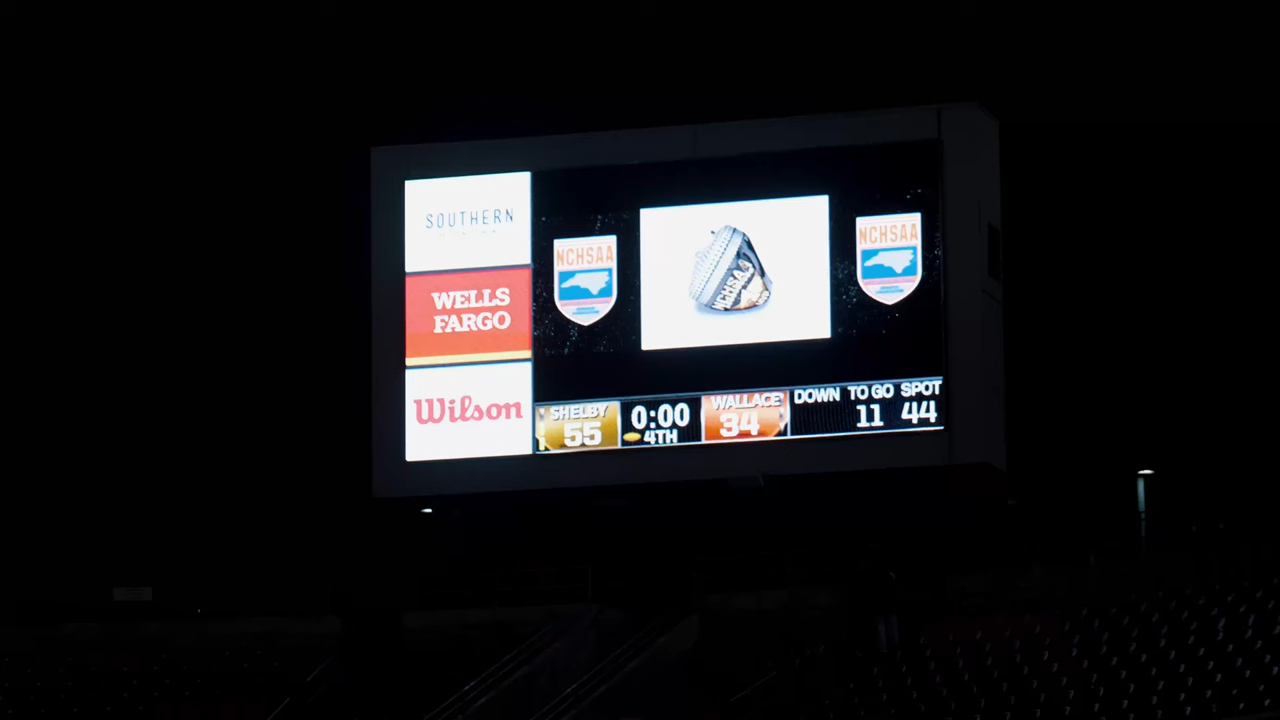 SOUTHERN
WELLS
FARGO
Wilson
NCHSAA
NCHSAA
NCHSAA
SHELBY
55
0:00
4TH
WALLACE
34
DOWN TO GO SPOT
11 44